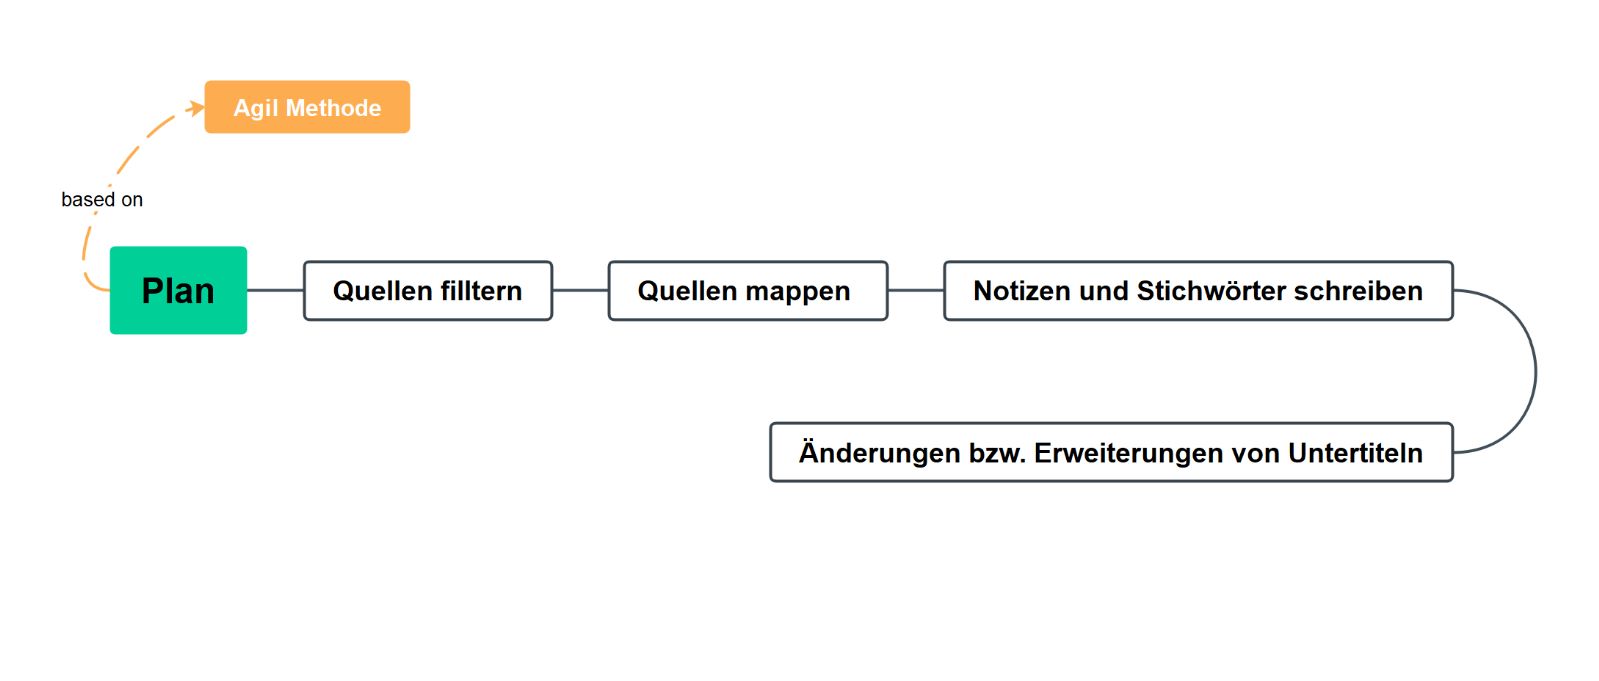 Agil Methode
based on
Plan
Quellen filltern
Quellen mappen
Notizen und Stichwörter schreiben
Änderungen bzw. Erweiterungen von Untertiteln